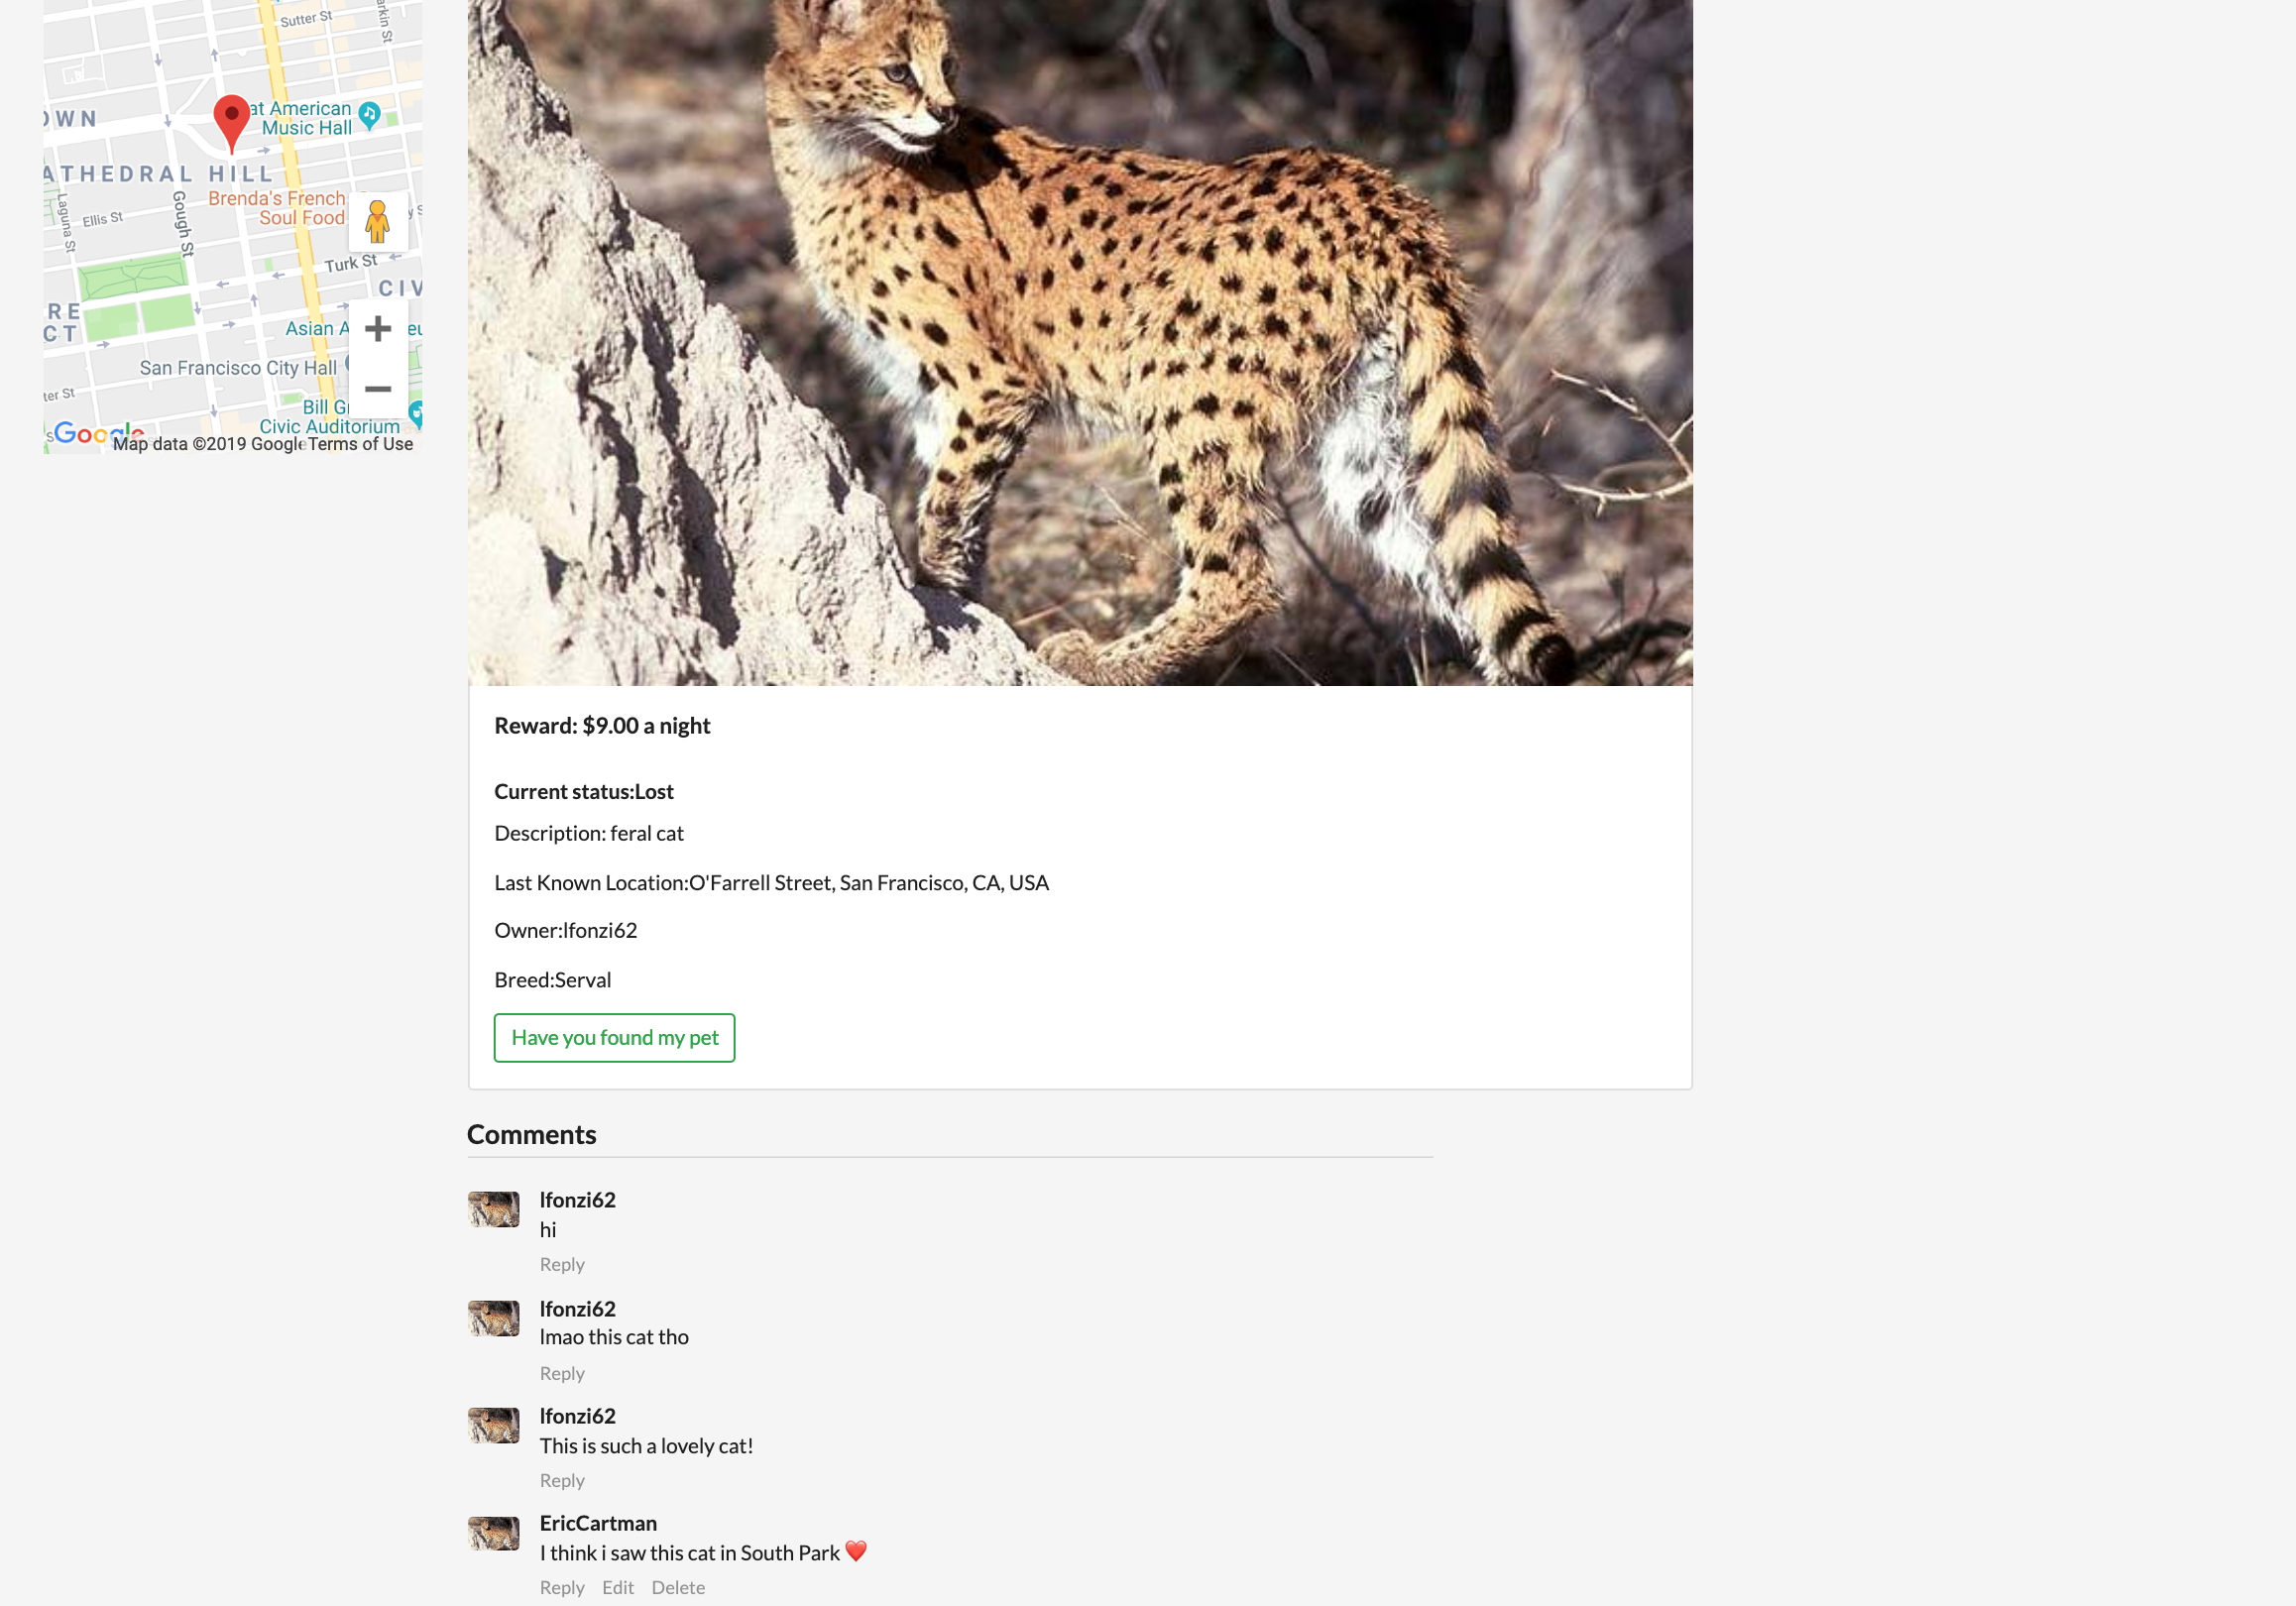 Sutter St
arkin St
OWN
at American
Music Hall
ATHEDRAL HILL
Brenda's French
Soul Food
Laguna St
Ellis St
Gough St
Turk St
CIV
RE
CT
Asian A
eu
San Francisco City Hall
ter St
Bill Gr
Civic Auditorium
Google
Map data ©2019 Google Terms of Use
Reward: $9.00 a night
Current status:Lost
Description: feral cat
Last Known Location:O'Farrell Street, San Francisco, CA, USA
Owner:lfonzi62
Breed:Serval
Have you found my pet
Comments
lfonzi62
hi
Reply
lfonzi62
lmao this cat tho
Reply
lfonzi62
This is such a lovely cat!
Reply
EricCartman
I think i saw this cat in South Park ❤️
Reply Edit Delete